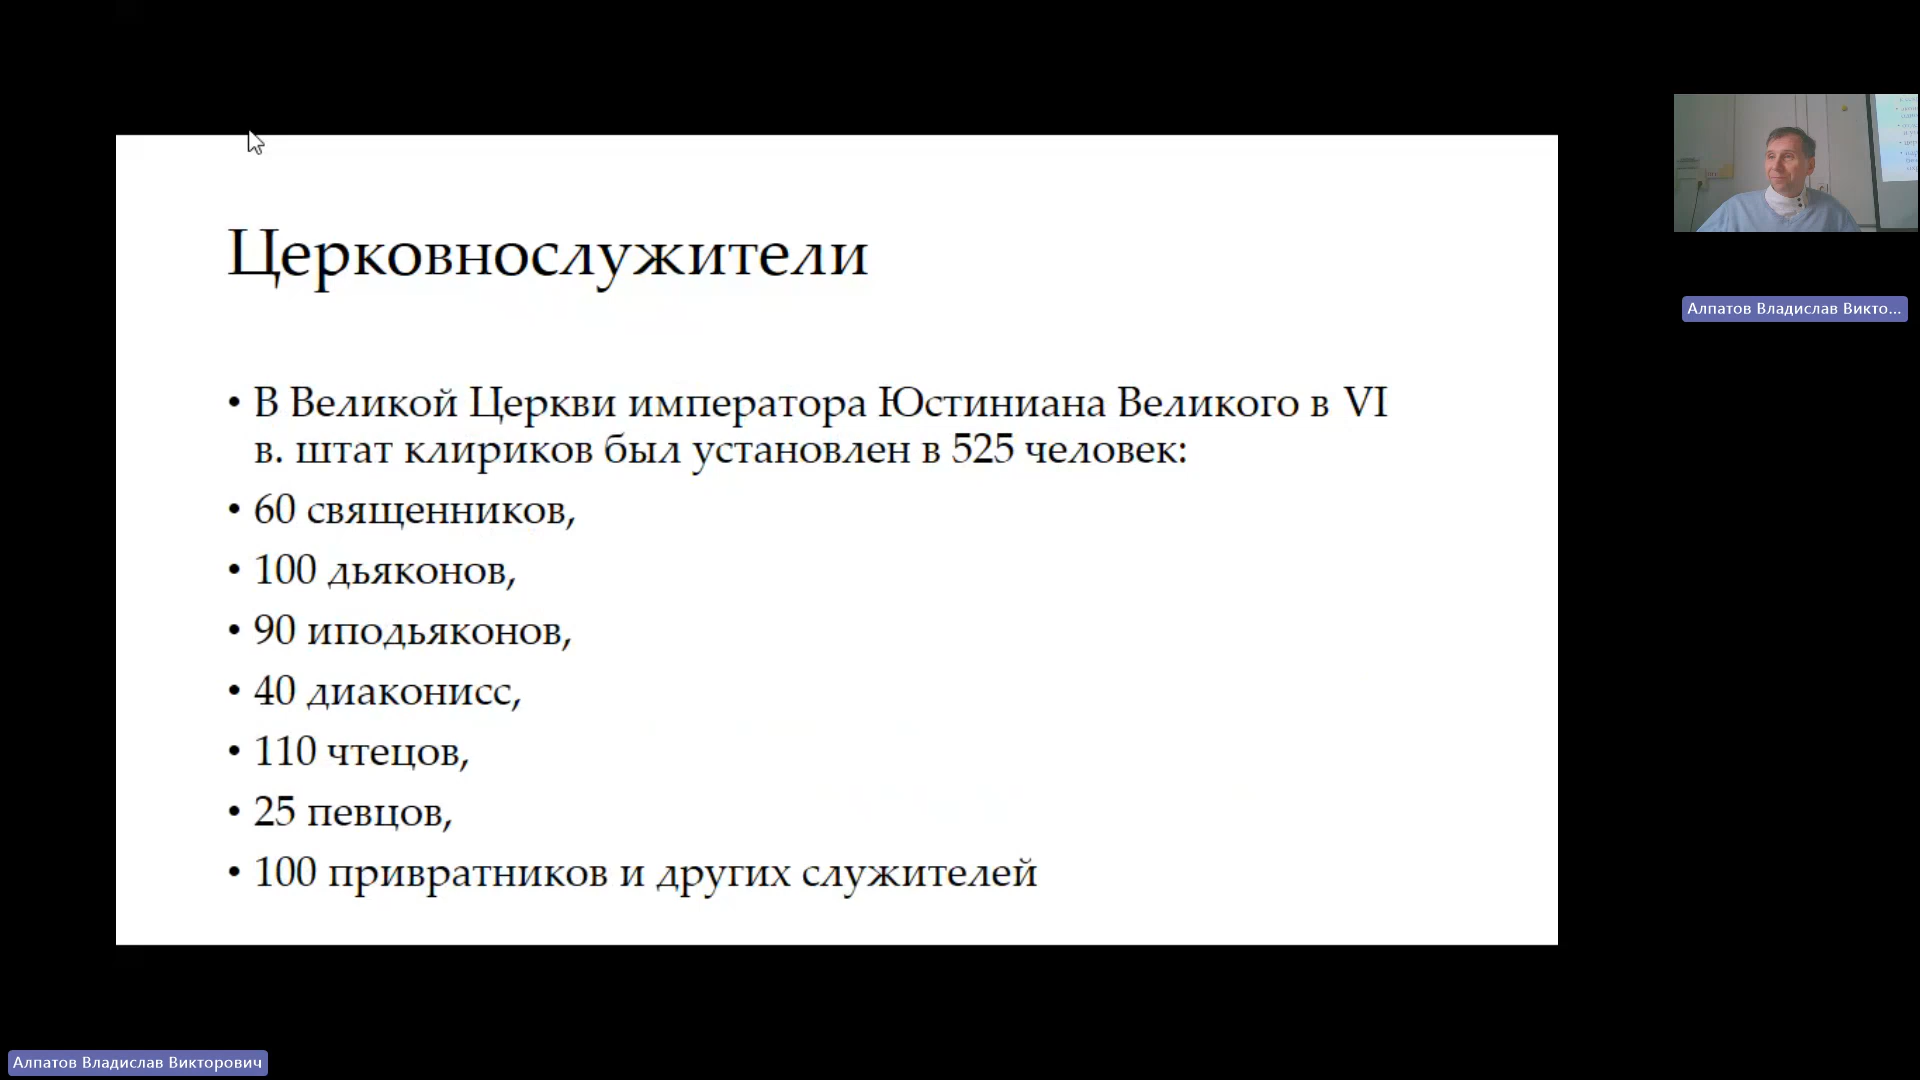 Церковнослужители
• В Великой Церкви императора Юстиниана Великого в VI
в. штат клириков был установлен в 525 человек:
• 60 священников,
• 100 дьяконов,
• 90 иподьяконов,
• 40 диаконисс,
• 110 чтецов,
• 25 певцов,
• 100 привратников и других служителей
Алпатов Владислав Викто...
Алпатов Владислав Викторович